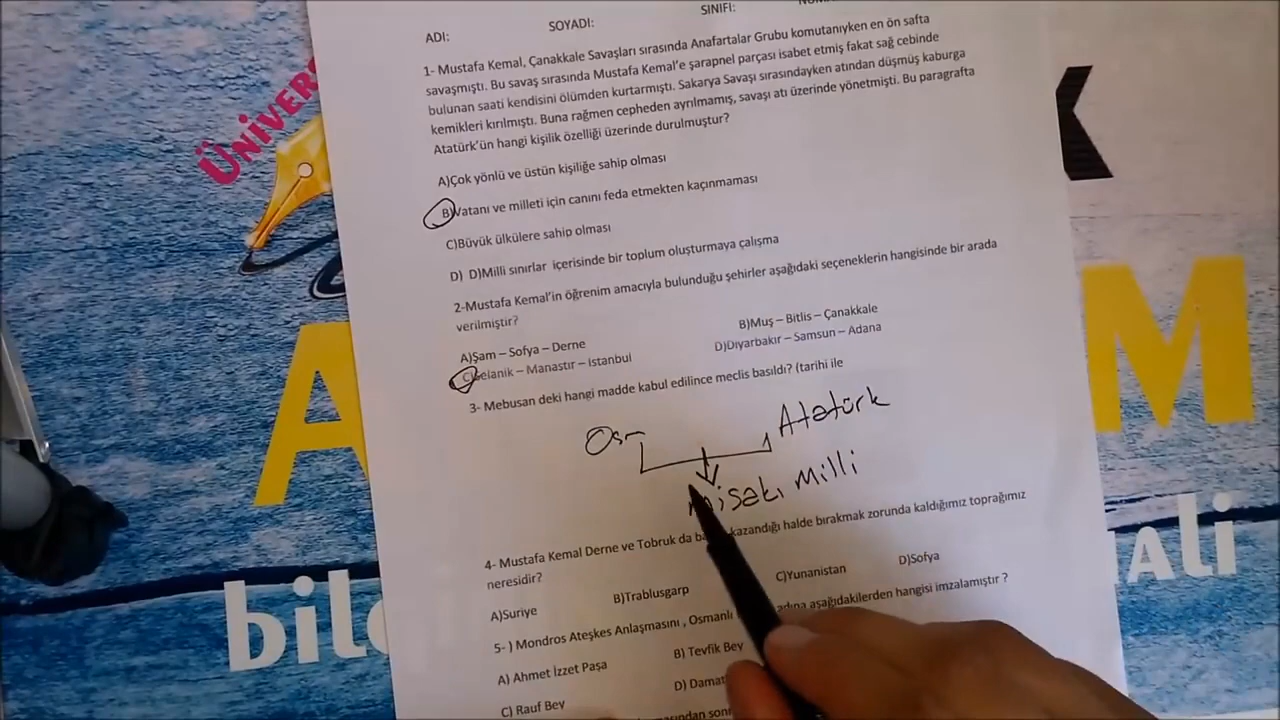 ADI: SOYADI: SINIFI:
1- Mustafa Kemal, Çanakkale Savaşları sırasında Anafartalar Grubu komutanıyken en ön safta
savaşmıştı. Bu savaş sırasında Mustafa Kemal'e şarapnel parçası isabet etmiş fakat sağ cebinde
bulunan saati kendisini ölümden kurtarmıştı. Sakarya Savaşı sırasındayken atından düşmüş kaburga
kemikleri kırılmıştı. Buna rağmen cepheden ayrılmamış, savaşı atı üzerinde yönetmişti. Bu paragrafta
Atatürk'ün hangi kişilik özelliği üzerinde durulmuştur?
A)Çok yönlü ve üstün kişiliğe sahip olması
B)Vatanı ve milleti için canını feda etmekten kaçınmaması
C)Büyük ülkülere sahip olması
D) D)Milli sınırlar içerisinde bir toplum oluşturmaya çalışma
2-Mustafa Kemal'in öğrenim amacıyla bulunduğu şehirler aşağıdaki seçeneklerin hangisinde bir arada
verilmiştir?
A)Şam – Sofya – Derne B)Muş – Bitlis – Çanakkale
C)Selanik – Manastır – İstanbul D)Diyarbakır – Samsun – Adana
3- Mebusan deki hangi madde kabul edilince meclis basıldı? (tarihi ile
Osm Atatürk
misakı milli
4- Mustafa Kemal Derne ve Tobruk da kazandığı halde bırakmak zorunda kaldığımız toprağımız
neresidir?
A)Suriye B)Trablusgarp C)Yunanistan D)Sofya
5- ) Mondros Ateşkes Anlaşmasını , Osmanlı adına aşağıdakilerden hangisi imzalamıştır ?
A) Ahmet İzzet Paşa B) Tevfik Bey
C) Rauf Bey D) Damat
ÜNİVERS
K
A M
bil ali